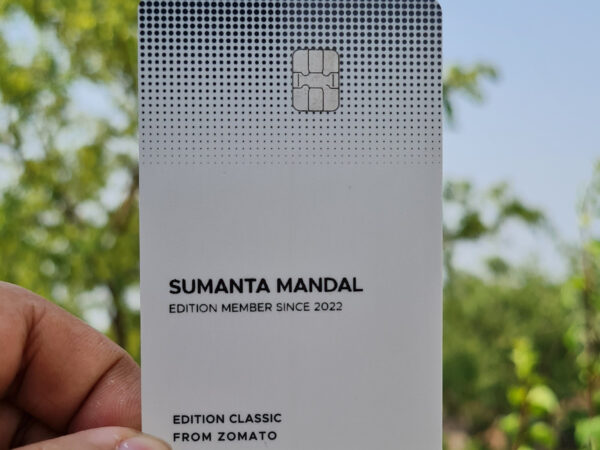 SUMANTA MANDAL
EDITION MEMBER SINCE 2022
EDITION CLASSIC
FROM ZOMATO